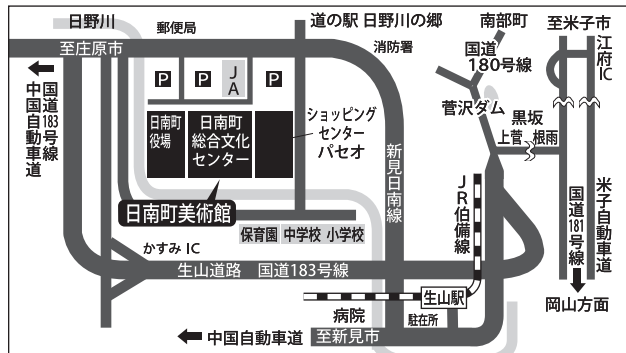 日野川
郵便局
道の駅 日野川の郷
南部町
至米子市
至庄原市
消防署
国道
180号線
江府IC
P
P
J
A
P
中国自動車道
国道183号線
日南町
役場
日南町
総合文化
センター
ショッピング
センター
パセオ
新見日南線
菅沢ダム
黒坂
上菅 根雨
日南町美術館
保育園 中学校 小学校
JR伯備線
国道181号線
米子自動車道
かすみIC
生山道路 国道183号線
岡山方面
病院
生山駅
駐在所
中国自動車道
至新見市